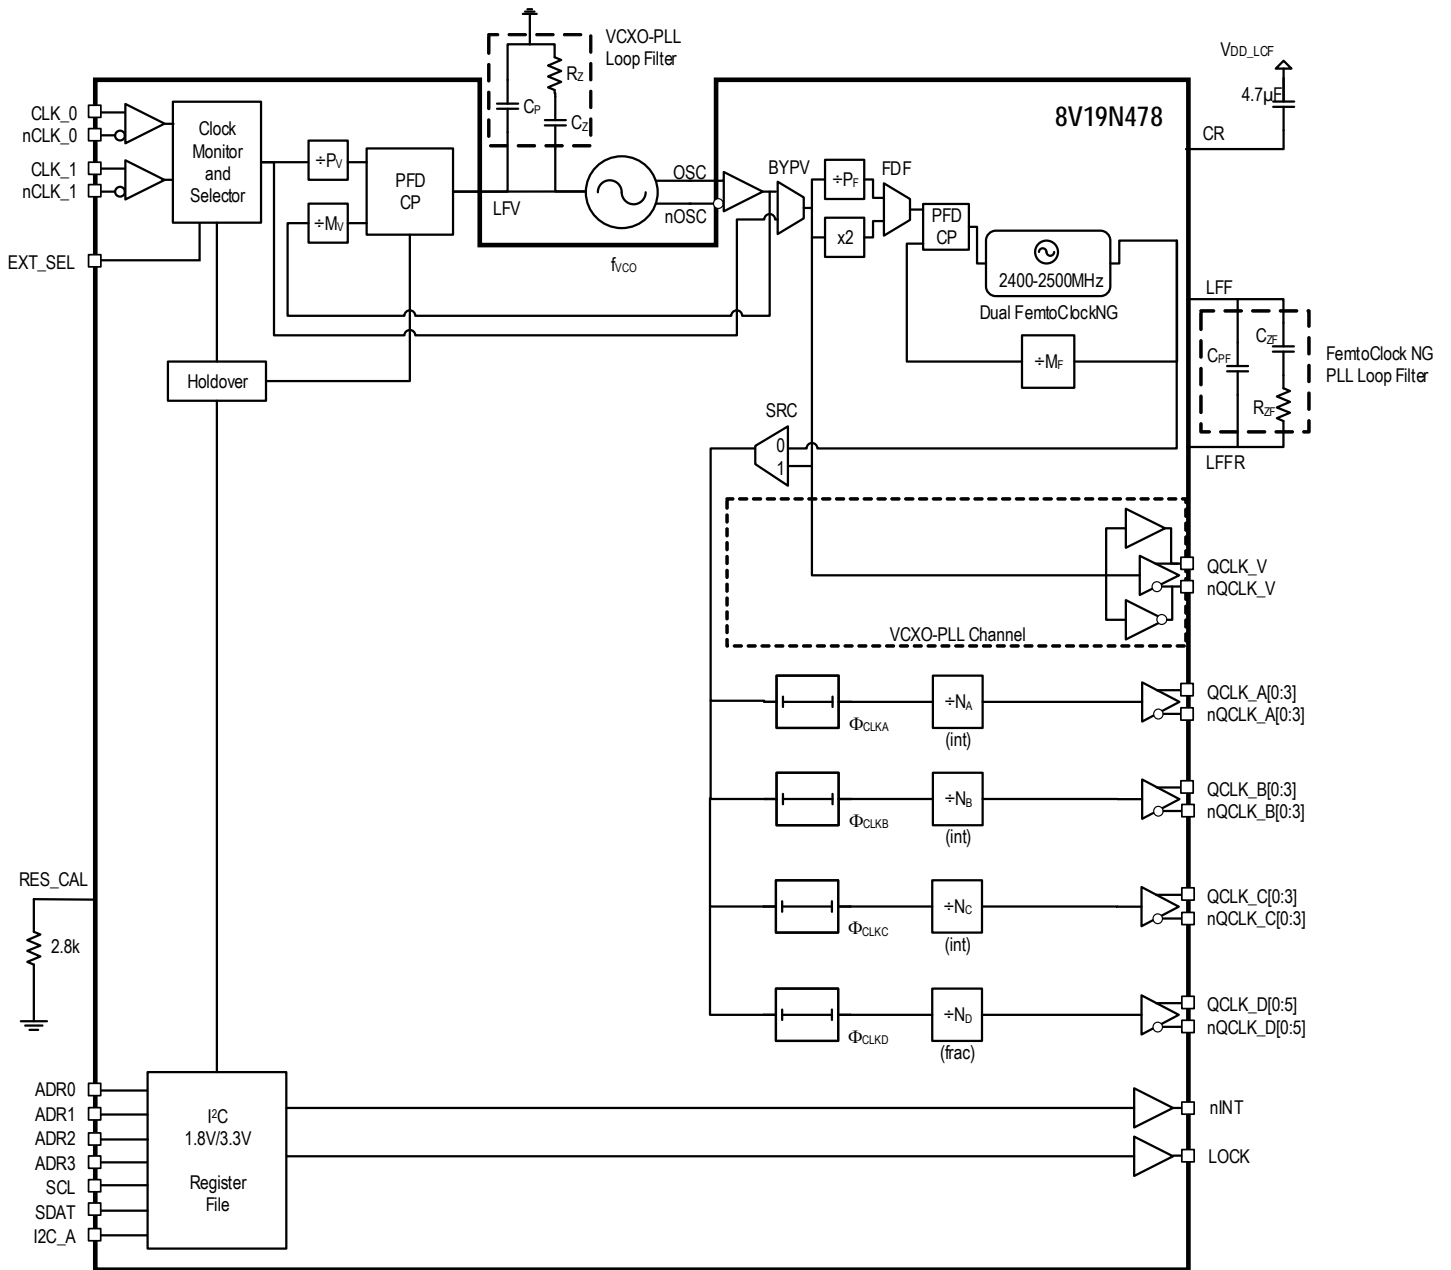 VCXO-PLL
Loop Filter
RZ
CP
CZ
VDD_LCF
4.7µF
CR
8V19N478
CLK_0
nCLK_0
CLK_1
nCLK_1
EXT_SEL
Clock
Monitor
and
Selector
÷PV
÷MV
PFD
CP
LFV
OSC
nOSC
fVCO
BYPV
÷PF
x2
FDF
PFD
CP
2400-2500MHz
Dual FemtoClockNG
÷MF
LFF
CPF
CZF
RZF
FemtoClock NG
PLL Loop Filter
LFFR
Holdover
SRC
0
1
VCXO-PLL Channel
QCLK_V
nQCLK_V
ΦCLKA
÷NA
(int)
QCLK_A[0:3]
nQCLK_A[0:3]
ΦCLKB
÷NB
(int)
QCLK_B[0:3]
nQCLK_B[0:3]
ΦCLKC
÷NC
(int)
QCLK_C[0:3]
nQCLK_C[0:3]
ΦCLKD
÷ND
(frac)
QCLK_D[0:5]
nQCLK_D[0:5]
RES_CAL
2.8k
ADR0
ADR1
ADR2
ADR3
SCL
SDAT
I2C_A
I²C
1.8V/3.3V
Register
File
nINT
LOCK